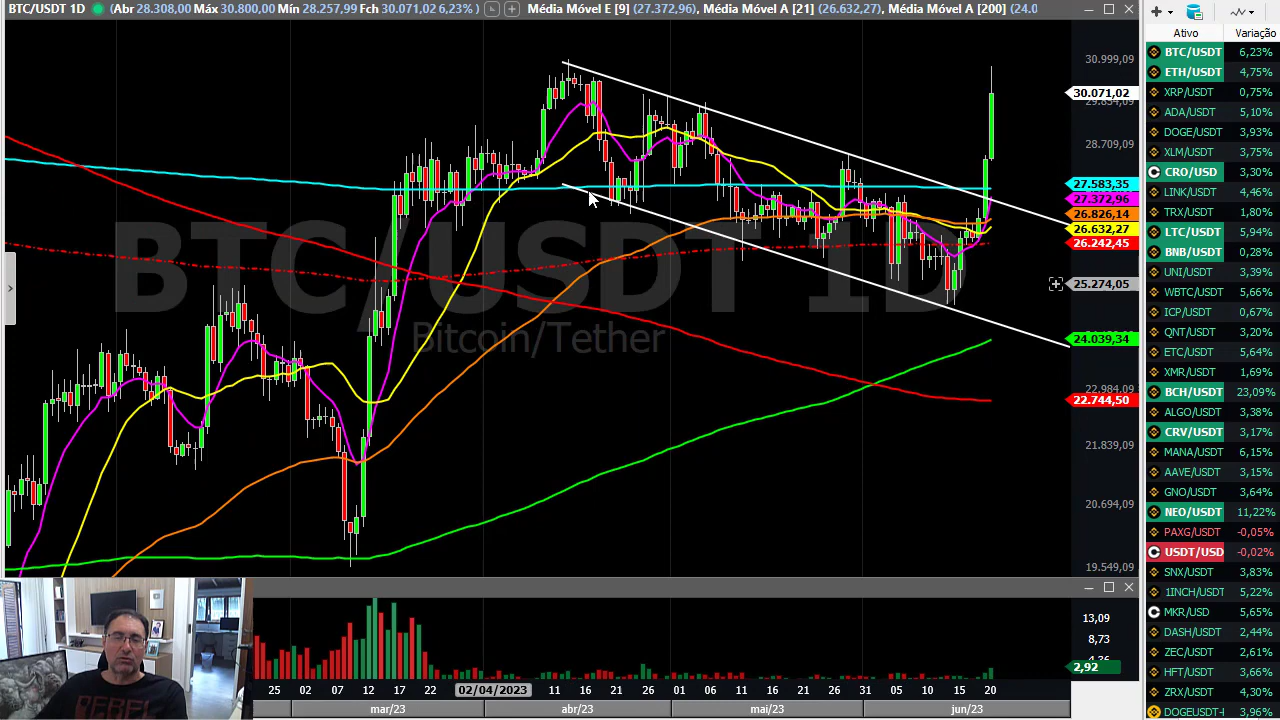 BTC/USDT 1D (Abr 28.308,00 Máx 30.800,00 Mín 28.257,99 Fch 30.071,02 6,23% ) Média Móvel E [9] (27.372,96), Média Móvel A [21] (26.632,27), Média Móvel A [200] (24.0
BTC/USDT 1D
Bitcoin/Tether
30.999,09
30.071,02
28.709,09
27.583,35
27.372,96
26.826,14
26.632,27
26.242,45
25.274,05
24.039,34
22.984,09
22.744,50
21.839,09
20.694,09
19.549,09
13,09
8,73
2,92
25 02 07 12 17 22 02/04/2023 11 16 21 26 01 06 11 16 21 26 31 05 10 15 20
mar/23 abr/23 mai/23 jun/23
REBEL
Ativo Variação
BTC/USDT 6,23%
ETH/USDT 4,75%
XRP/USDT 0,75%
ADA/USDT 5,10%
DOGE/USDT 3,93%
XLM/USDT 3,75%
CRO/USD 3,30%
LINK/USDT 4,46%
TRX/USDT 1,80%
LTC/USDT 5,94%
BNB/USDT 0,28%
UNI/USDT 3,39%
WBTC/USDT 5,66%
ICP/USDT 0,67%
QNT/USDT 3,20%
ETC/USDT 5,64%
XMR/USDT 1,69%
BCH/USDT 23,09%
ALGO/USDT 3,38%
CRV/USDT 3,17%
MANA/USDT 6,15%
AAVE/USDT 3,15%
GNO/USDT 3,64%
NEO/USDT 11,22%
PAXG/USDT -0,05%
USDT/USD -0,02%
SNX/USDT 3,83%
1INCH/USDT 5,22%
MKR/USD 5,65%
DASH/USDT 2,44%
ZEC/USDT 2,61%
HFT/USDT 3,66%
ZRX/USDT 4,30%
3,96%